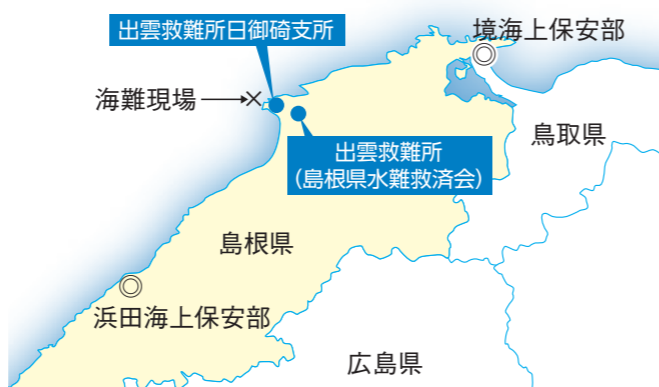 出雲救難所日御碕支所
境海上保安部
海難現場
鳥取県
出雲救難所
(島根県水難救済会)
島根県
浜田海上保安部
広島県